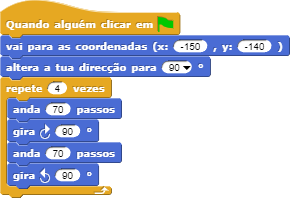 Quando alguém clicar em
vai para as coordenadas (x: -150 , y: -140 )
altera a tua direcção para 90 º
repete 4 vezes
anda 70 passos
gira 90 º
anda 70 passos
gira 90 º